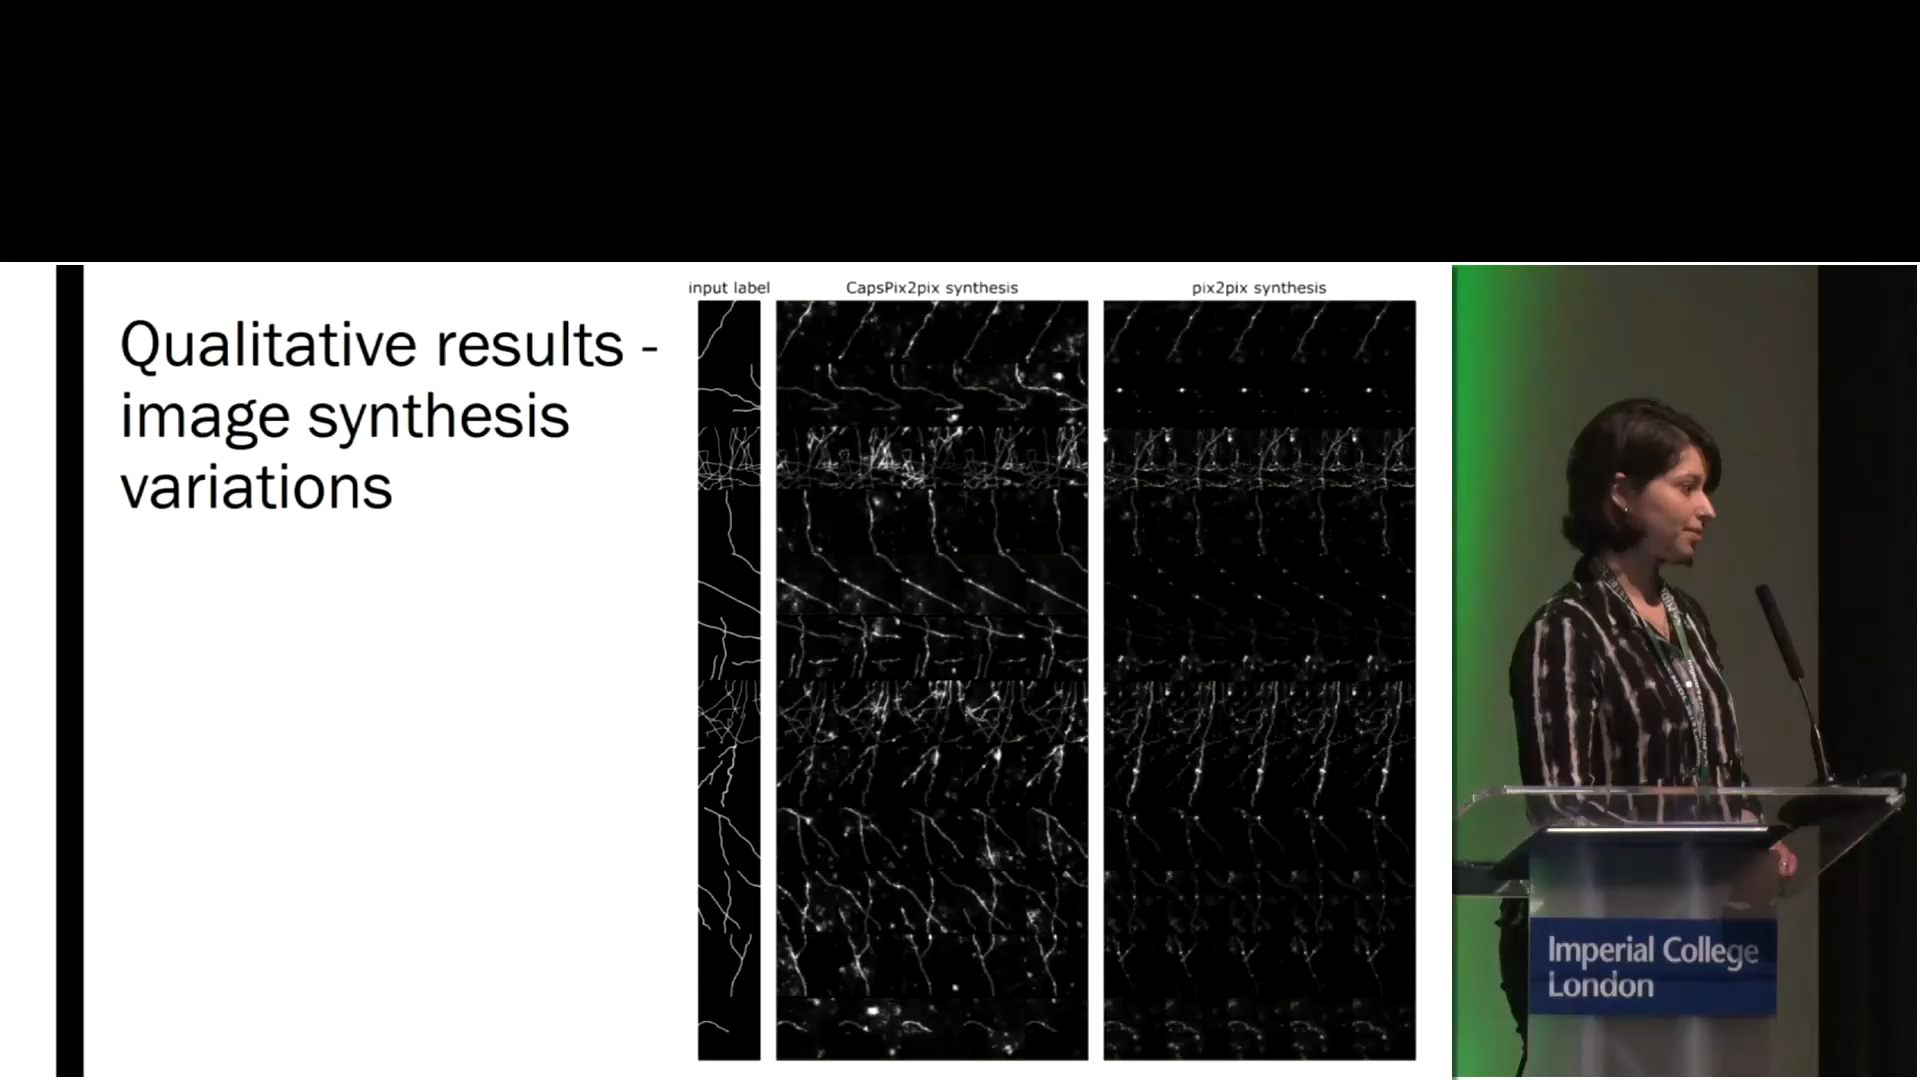 Qualitative results -
image synthesis
variations
input label
CapsPix2pix synthesis
pix2pix synthesis
Imperial College
London